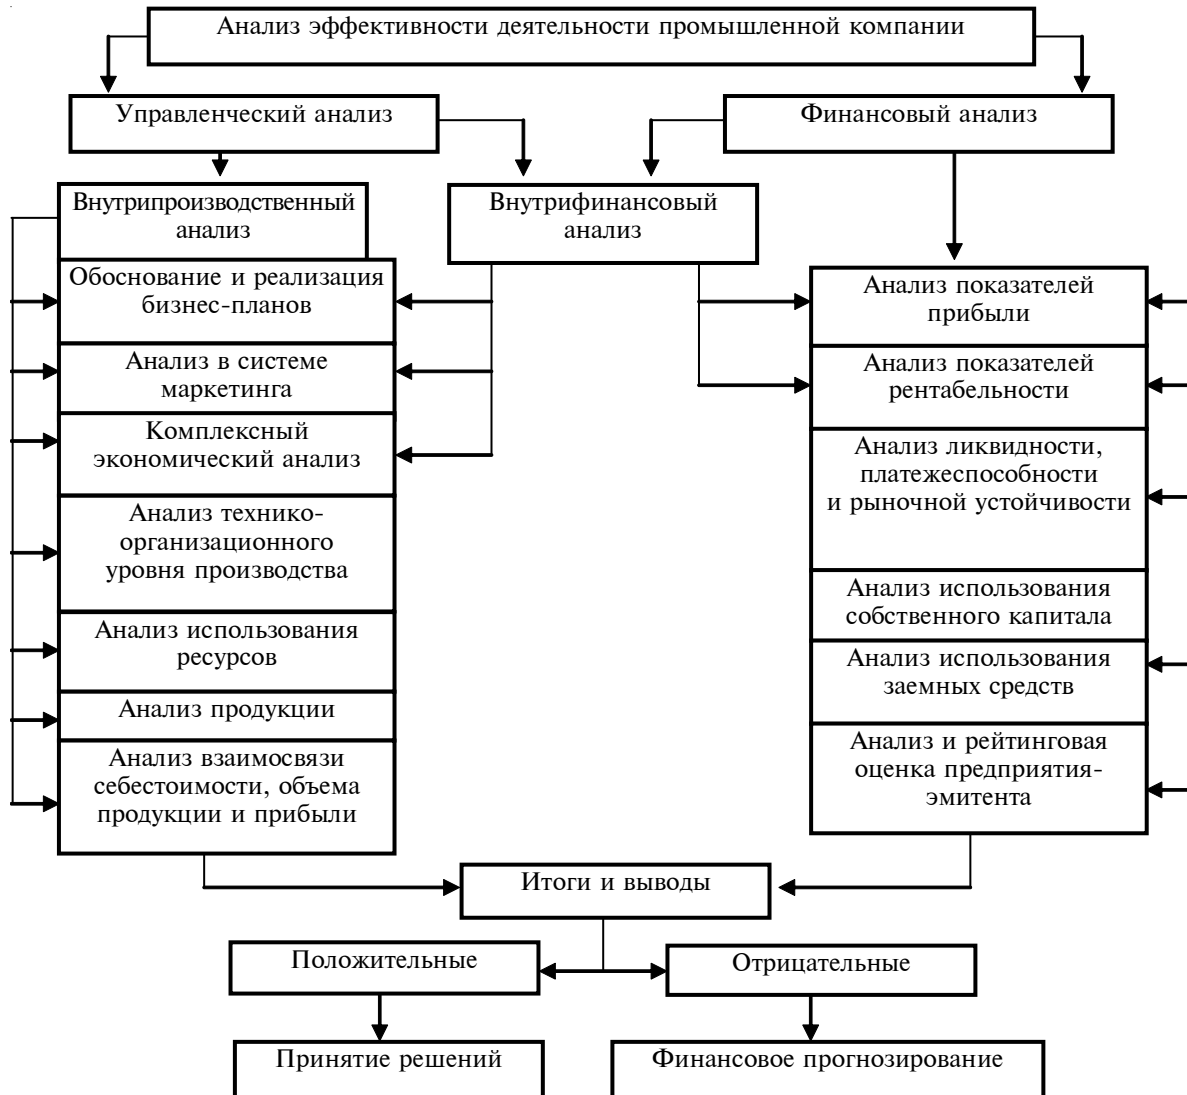 Анализ эффективности деятельности промышленной компании
Управленческий анализ
Финансовый анализ
Внутрипроизводственный
анализ
Внутрифинансовый
анализ
Обоснование и реализация
бизнес-планов
Анализ в системе
маркетинга
Комплексный
экономический анализ
Анализ технико-
организационного
уровня производства
Анализ использования
ресурсов
Анализ продукции
Анализ взаимосвязи
себестоимости, объема
продукции и прибыли
Анализ показателей
прибыли
Анализ показателей
рентабельности
Анализ ликвидности,
платежеспособности
и рыночной устойчивости
Анализ использования
собственного капитала
Анализ использования
заемных средств
Анализ и рейтинговая
оценка предприятия-
эмитента
Итоги и выводы
Положительные
Отрицательные
Принятие решений
Финансовое прогнозирование